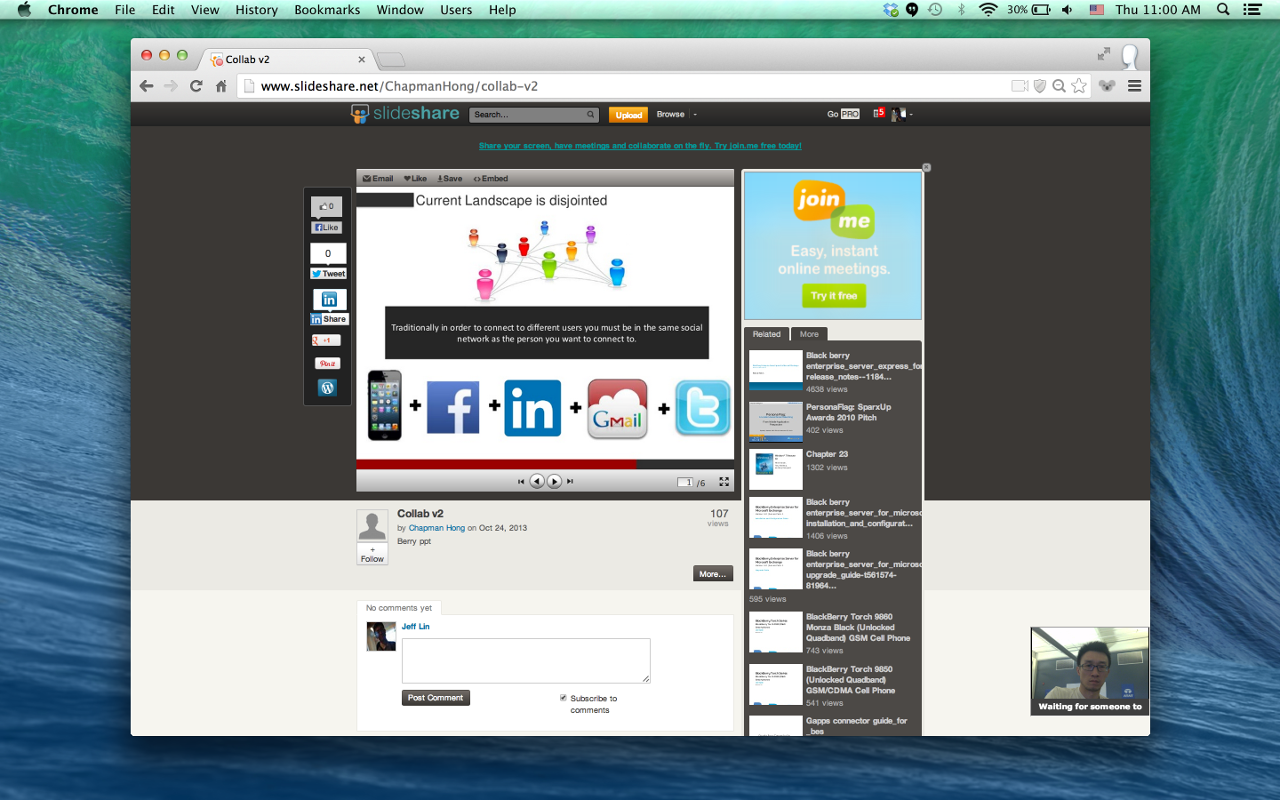 Chrome File Edit View History Bookmarks Window Users Help 30% Thu 11:00 AM
Collab v2
www.slideshare.net/ChapmanHong/collab-v2
slideshare Search... Upload Browse Go PRO 5
Share your screen, have meetings and collaborate on the fly. Try join.me free today!
Email Like Save Embed
0
Like
0
Tweet
in
in Share
g +1
Pin it
Current Landscape is disjointed
Traditionally in order to connect to different users you must be in the same social
network as the person you want to connect to.
+ f + in + Gmail + t
1 /6
join
me
Easy, instant
online meetings.
Try it free
Related More
Black berry
enterprise_server_express_for
release_notes--1184...
4638 views
PersonaFlag: SparxUp
Awards 2010 Pitch
402 views
Chapter 23
1302 views
Black berry
enterprise_server_for_microso
installation_and_configurat...
1406 views
Black berry
enterprise_server_for_microso
upgrade_guide-t561574-
81964...
595 views
BlackBerry Torch 9860
Monza Black (Unlocked
Quadband) GSM Cell Phone
743 views
BlackBerry Torch 9850
(Unlocked Quadband)
GSM/CDMA Cell Phone
541 views
Gapps connector guide_for
_bes
Collab v2
by Chapman Hong on Oct 24, 2013
Berry ppt
107
views
+
Follow
More...
No comments yet
Jeff Lin
Post Comment
Subscribe to
comments
Waiting for someone to